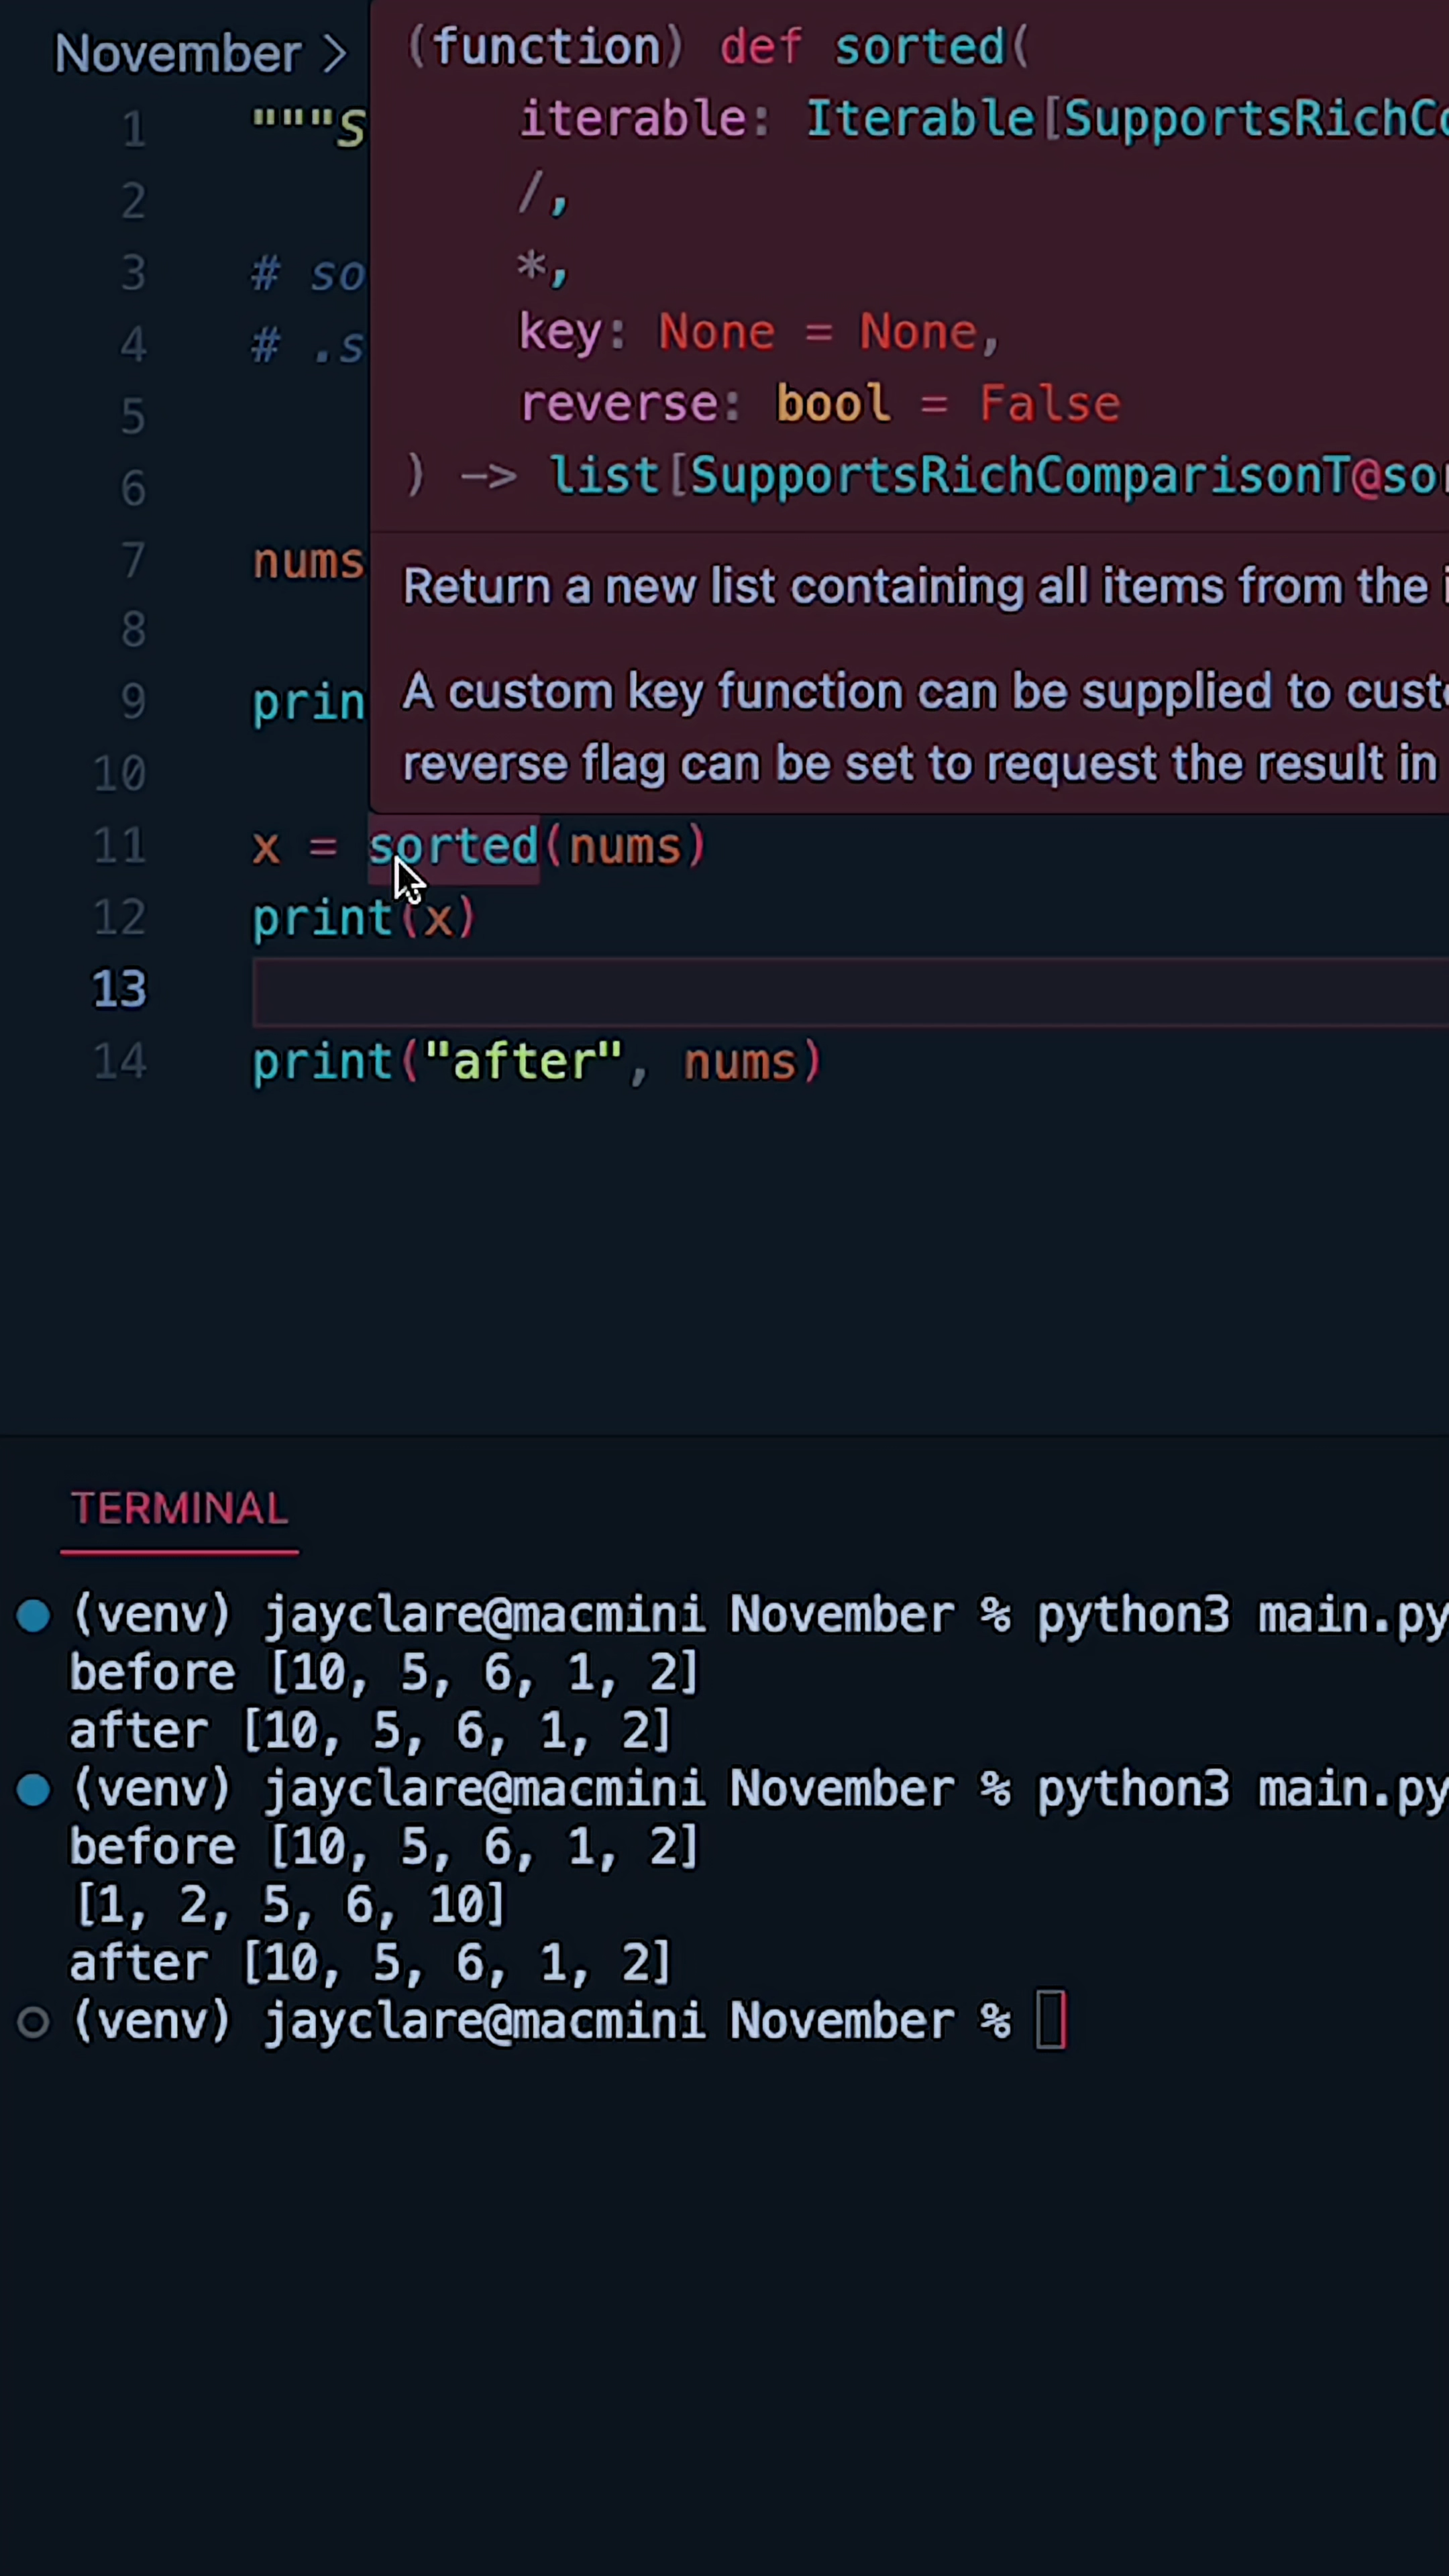 November >
(function) def sorted(
iterable: Iterable[SupportsRichCo
/,
*,
key: None = None,
reverse: bool = False
) -> list[SupportsRichComparisonT@sor
Return a new list containing all items from the i
A custom key function can be supplied to custo
reverse flag can be set to request the result in
1 """S
2
3 # so
4 # .s
5
6
7 nums
8
9 prin
10
11 x = sorted(nums)
12 print(x)
13
14 print("after", nums)
TERMINAL
(venv) jayclare@macmini November % python3 main.py
before [10, 5, 6, 1, 2]
after [10, 5, 6, 1, 2]
(venv) jayclare@macmini November % python3 main.py
before [10, 5, 6, 1, 2]
[1, 2, 5, 6, 10]
after [10, 5, 6, 1, 2]
(venv) jayclare@macmini November %